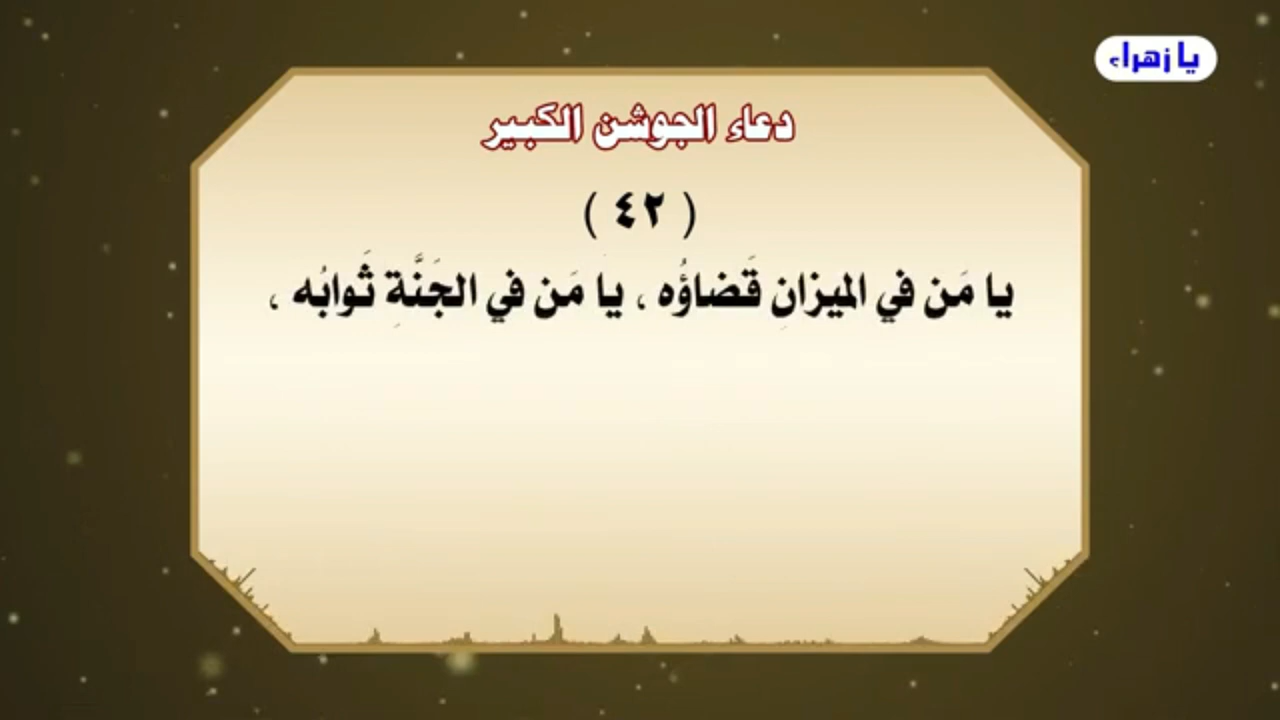 يا زهراء
دعاء الجوشن الكبير
( ٤٢ )
يا مَن في الميزانِ قَضاؤُه ، يا مَن في الجَنَّةِ ثَوابُه ،